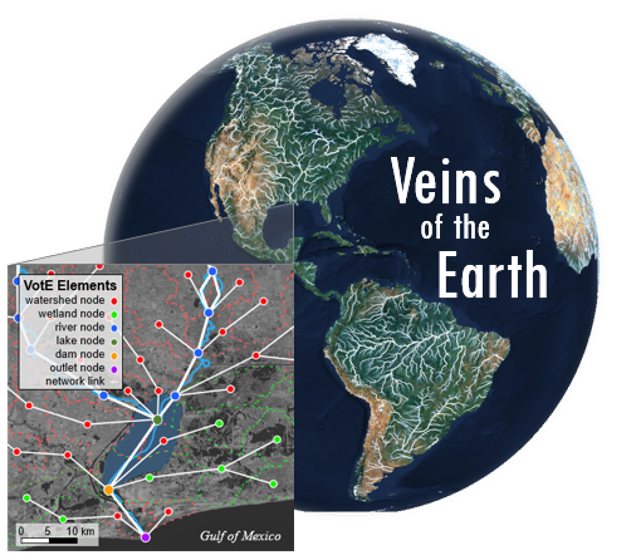 Veins
of the
Earth
VotE Elements
watershed node
wetland node
river node
lake node
dam node
outlet node
network link
0 5 10 km
Gulf of Mexico